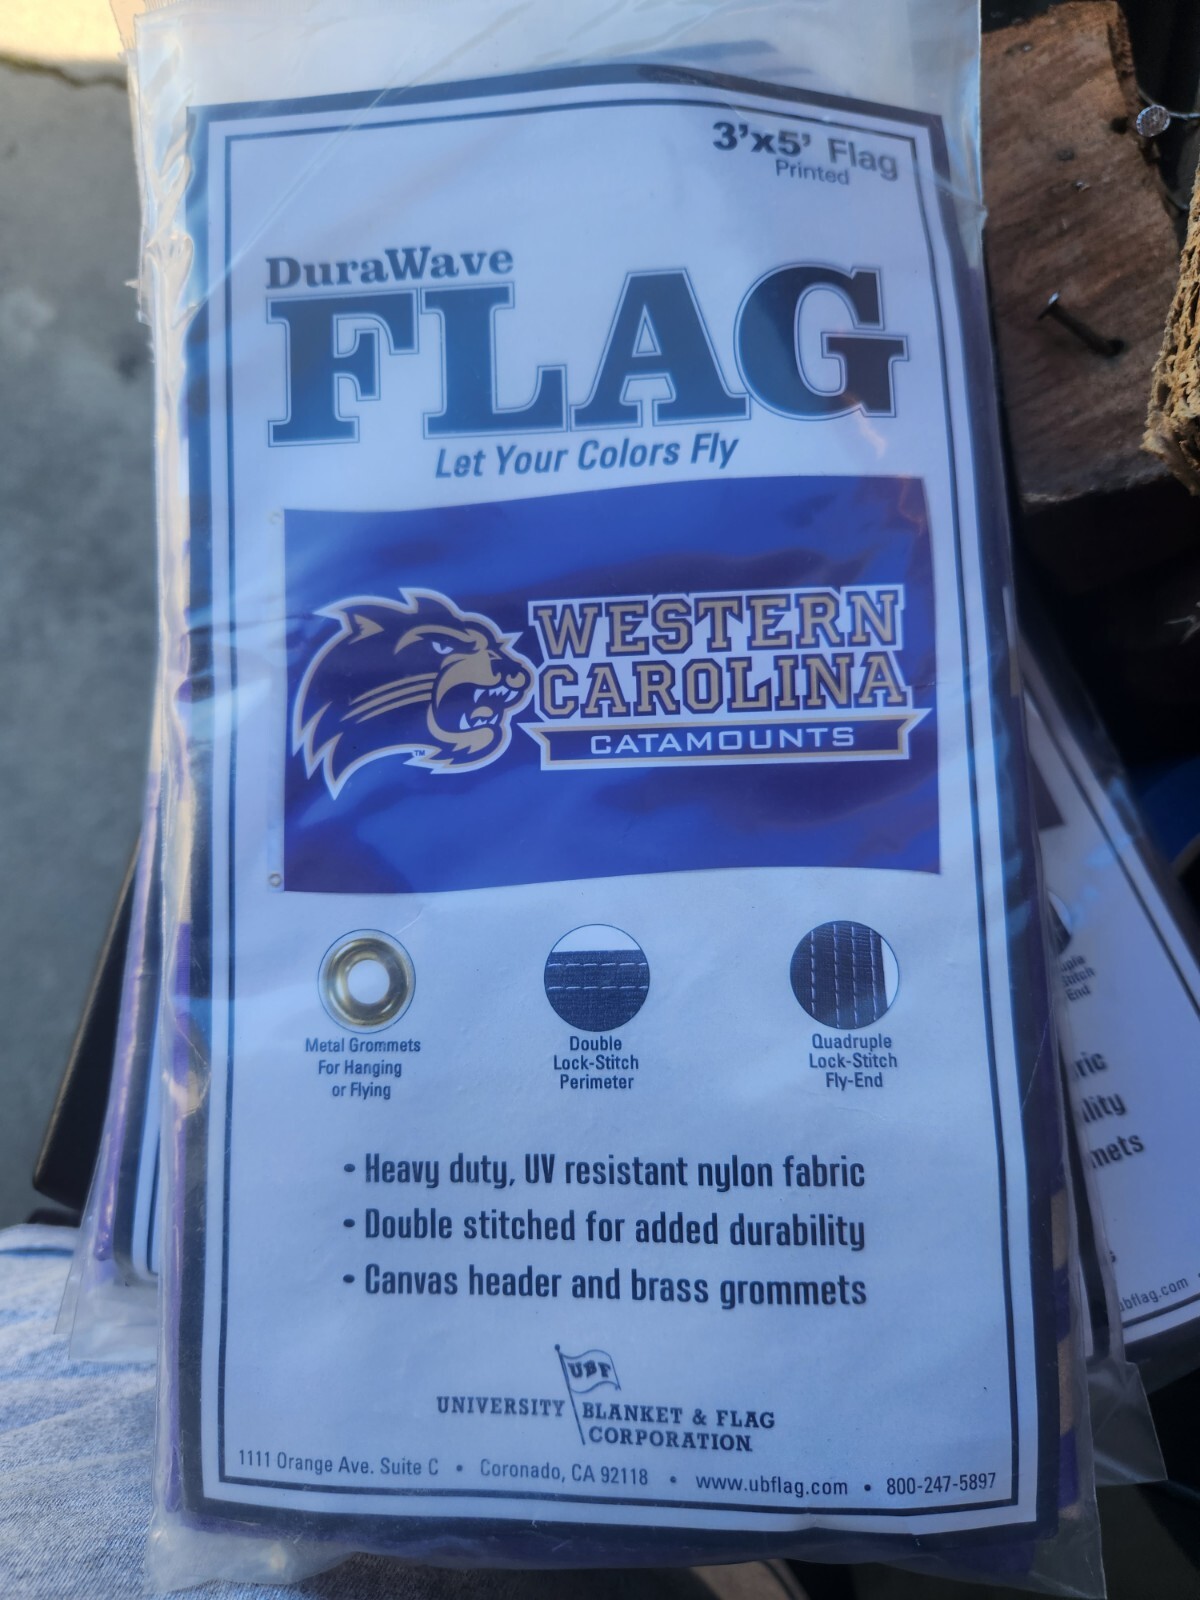 3'x5' Flag
Printed
DuraWave
FLAG
Let Your Colors Fly
WESTERN
CAROLINA
CATAMOUNTS
TM
Metal Grommets
For Hanging
or Flying
Double
Lock-Stitch
Perimeter
Quadruple
Lock-Stitch
Fly-End
• Heavy duty, UV resistant nylon fabric
• Double stitched for added durability
• Canvas header and brass grommets
UBF
UNIVERSITY BLANKET & FLAG
CORPORATION
1111 Orange Ave. Suite C • Coronado, CA 92118 • www.ubflag.com • 800-247-5897
End